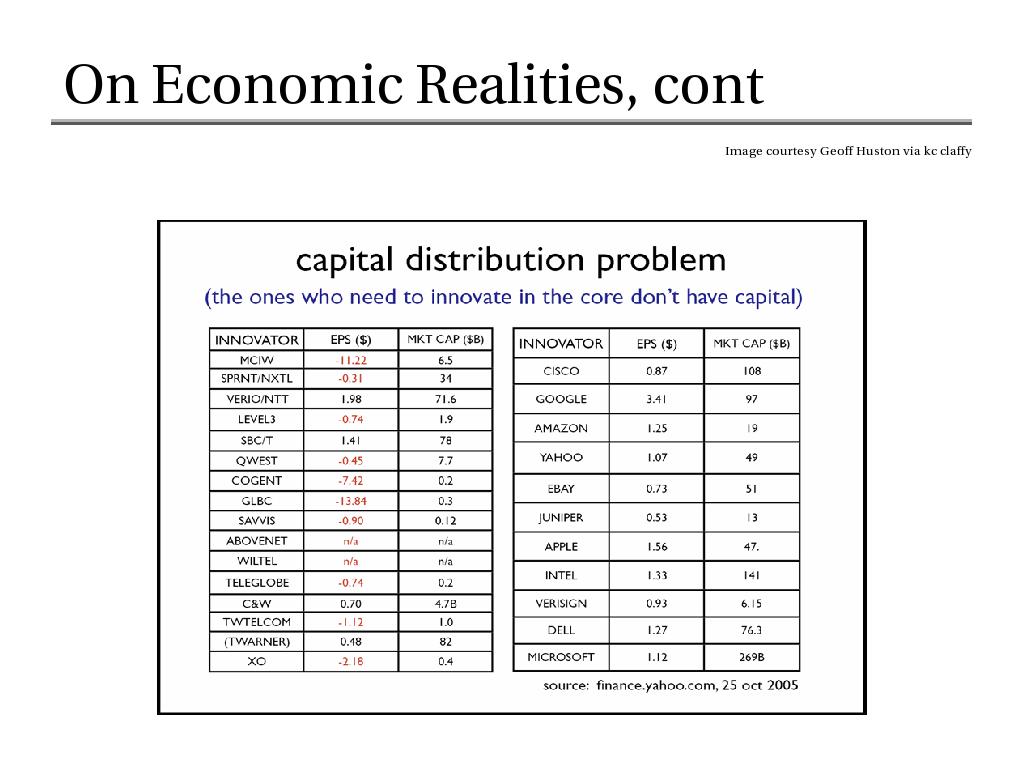 On Economic Realities, cont
Image courtesy Geoff Huston via kc claffy
capital distribution problem
(the ones who need to innovate in the core don't have capital)
INNOVATOR EPS ($) MKT CAP ($B)
MCIW -11.22 6.5
SPRNT/NXTL -0.31 34
VERIO/NTT 1.98 71.6
LEVEL3 -0.74 1.9
SBC/T 1.41 78
QWEST -0.45 7.7
COGENT -7.42 0.2
GLBC -13.84 0.3
SAVVIS -0.90 0.12
ABOVENET n/a n/a
WILTEL n/a n/a
TELEGLOBE -0.74 0.2
C&W 0.70 4.7B
TWTELCOM -1.12 1.0
(TWARNER) 0.48 82
XO -2.18 0.4
INNOVATOR EPS ($) MKT CAP ($B)
CISCO 0.87 108
GOOGLE 3.41 97
AMAZON 1.25 19
YAHOO 1.07 49
EBAY 0.73 51
JUNIPER 0.53 13
APPLE 1.56 47.
INTEL 1.33 141
VERISIGN 0.93 6.15
DELL 1.27 76.3
MICROSOFT 1.12 269B
source: finance.yahoo.com, 25 oct 2005